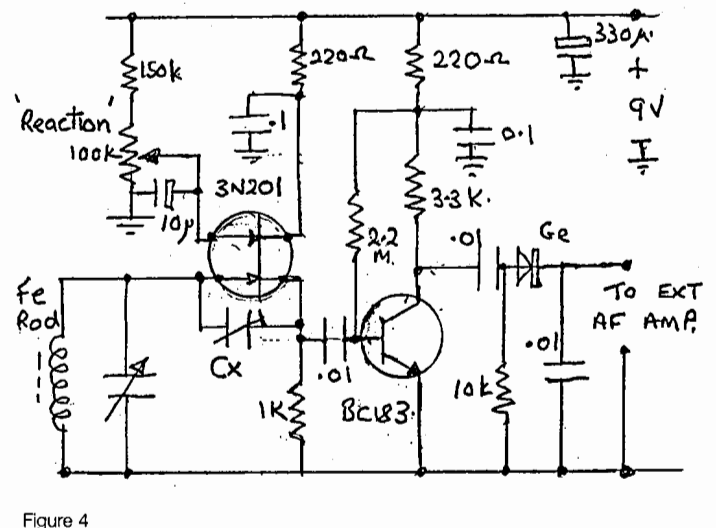 330µ.
+
9V
-
150k
220Ω
220Ω
'Reaction'
100k
.1
0.1
3N201
10µ
3.3K.
2.2
M.
.01
Ge
Fe
Rod
TO EXT
AF AMP.
Cx
.01
.01
1K
BC183.
10k
Figure 4